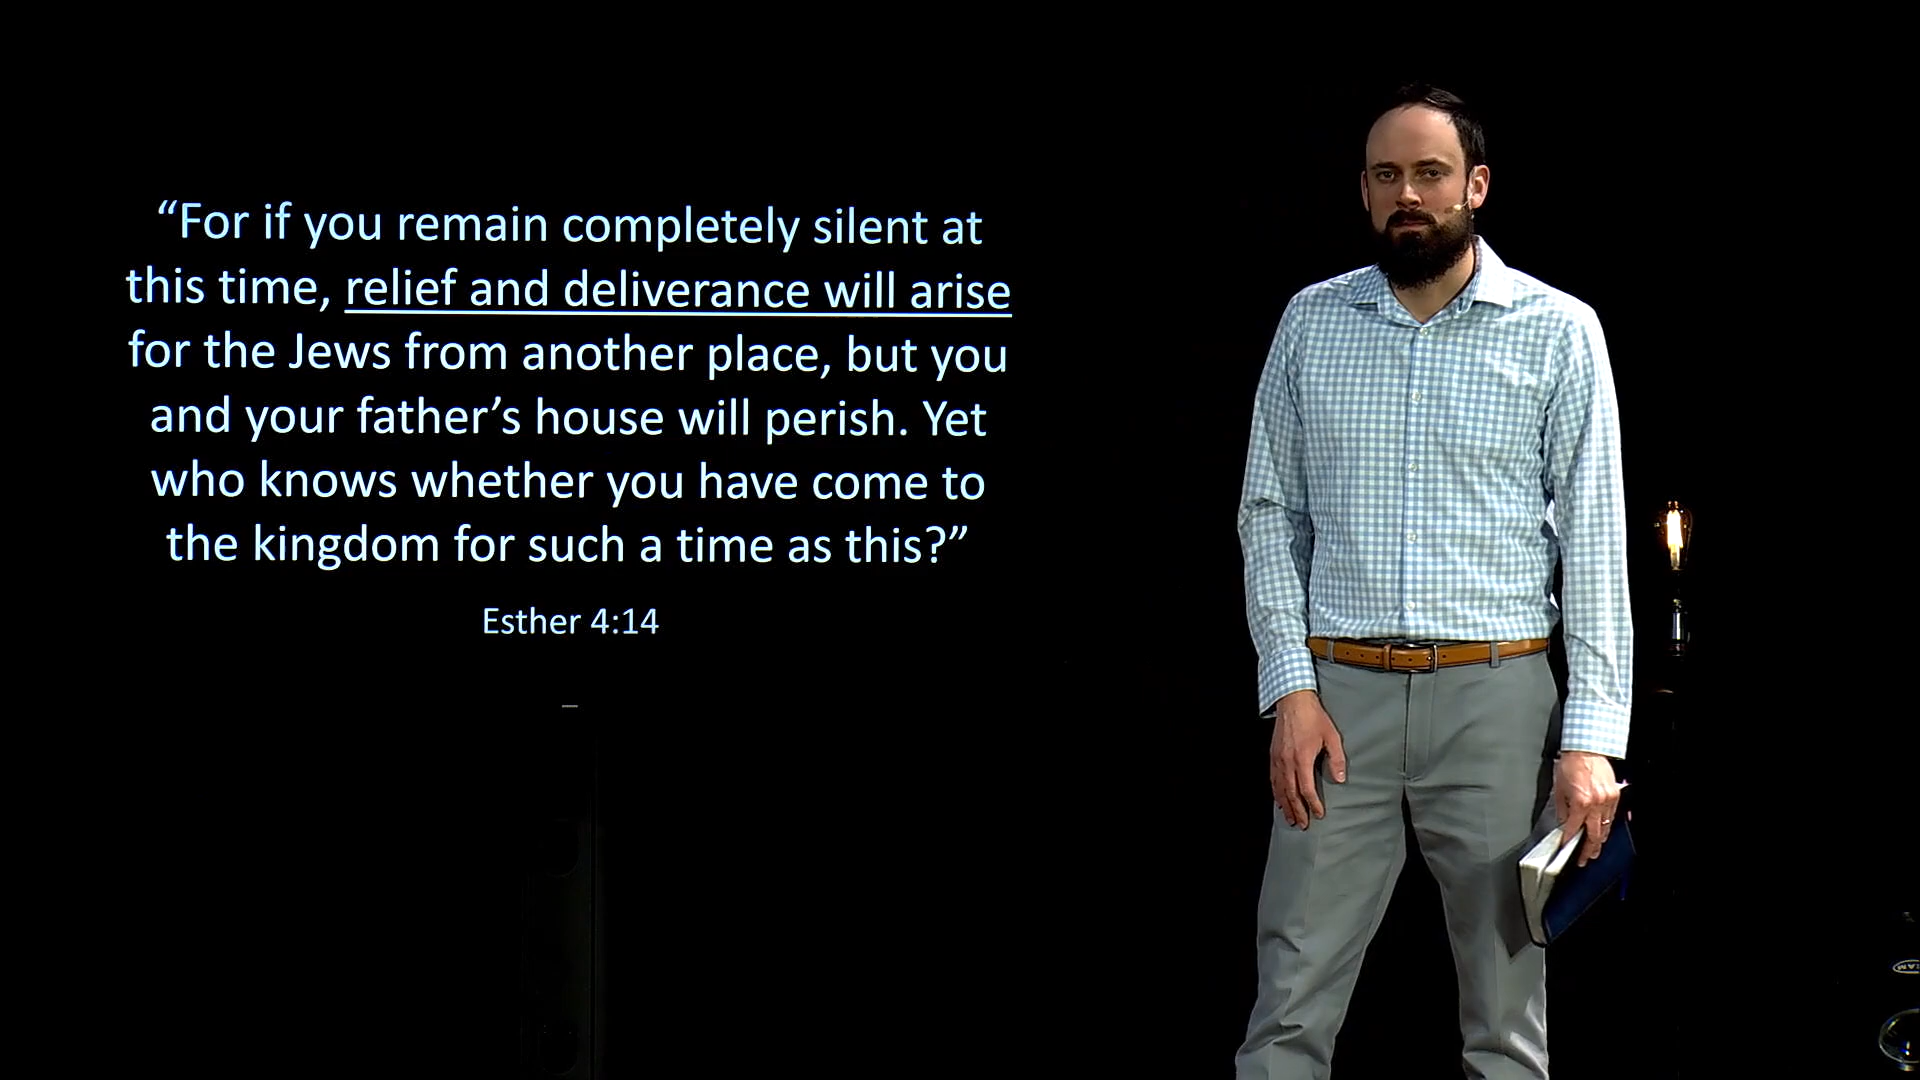 “For if you remain completely silent at
this time, relief and deliverance will arise
for the Jews from another place, but you
and your father’s house will perish. Yet
who knows whether you have come to
the kingdom for such a time as this?”
Esther 4:14